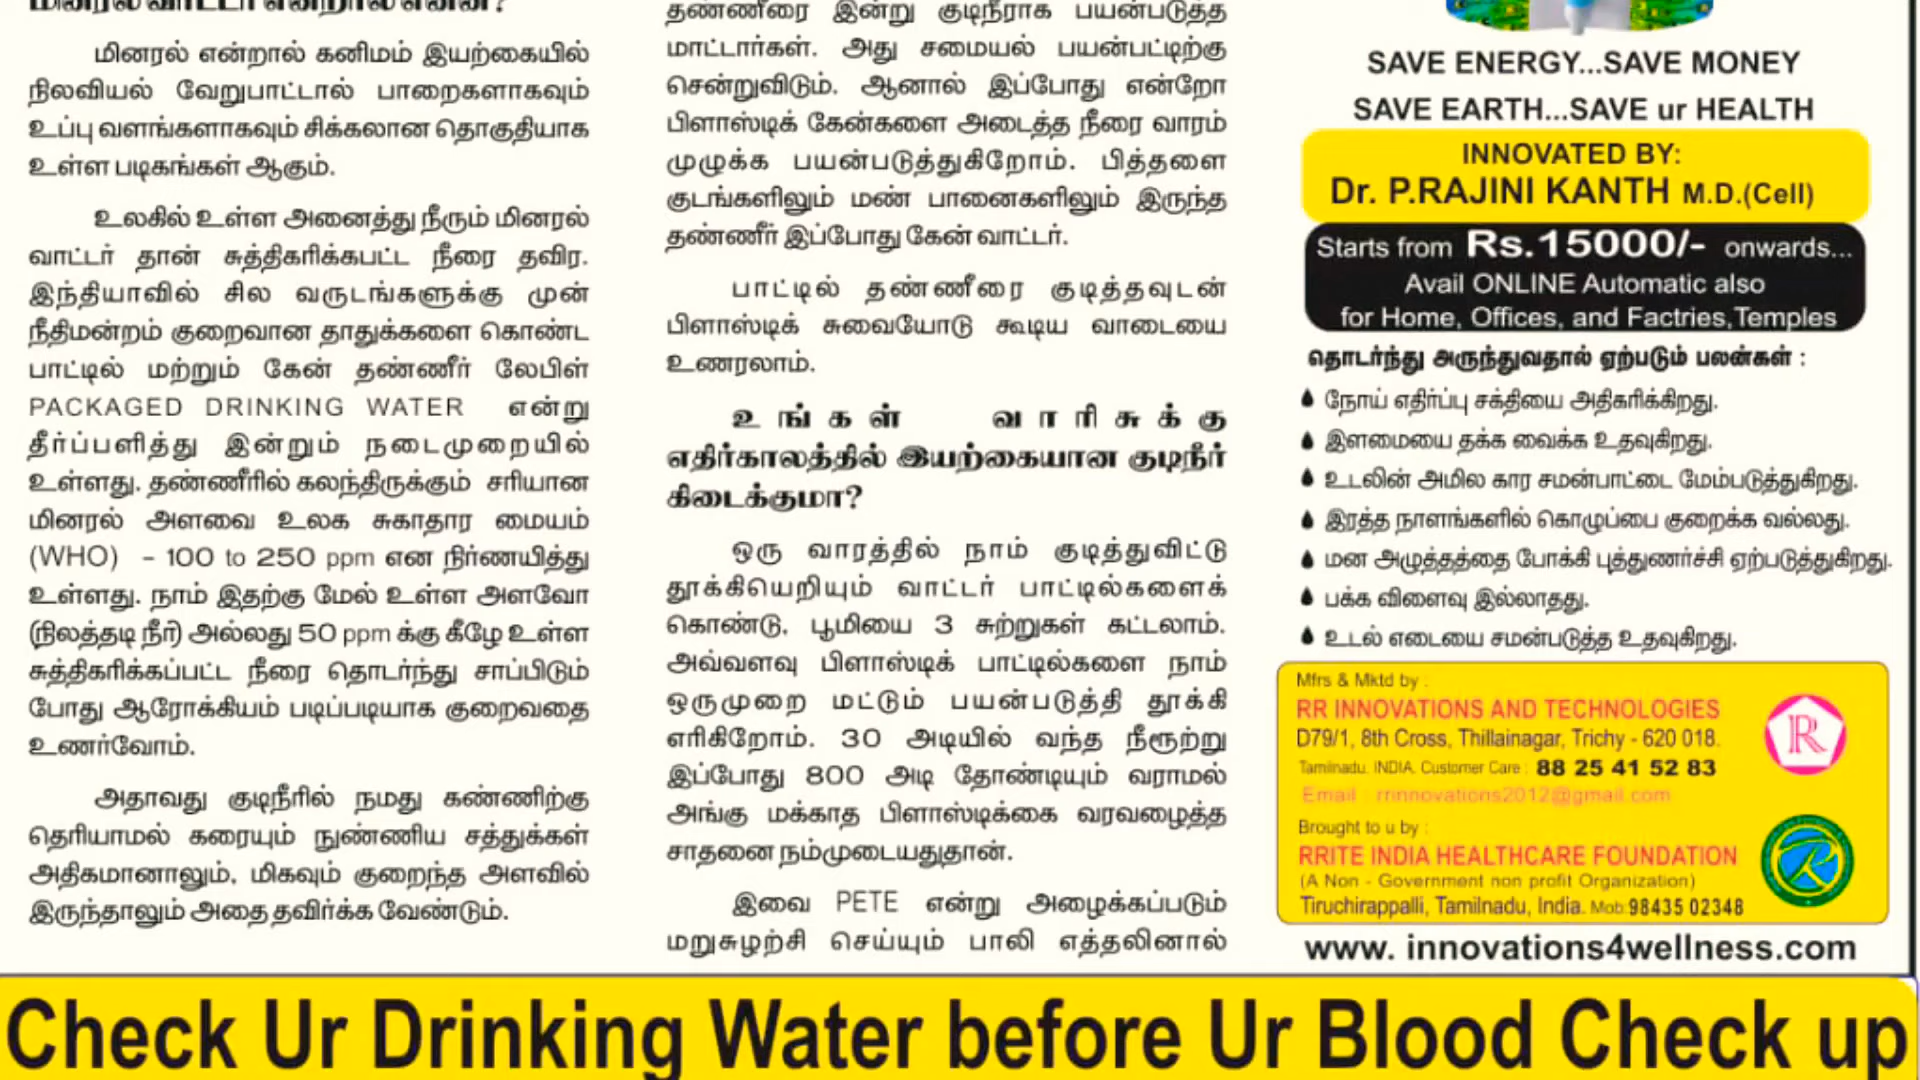 மினரல் வாட்டர் என்றால் என்ன?
மினரல் என்றால் கனிமம் இயற்கையில்
நிலவியல் வேறுபாட்டால் பாறைகளாகவும்
உப்பு வளங்களாகவும் சிக்கலான தொகுதியாக
உள்ள படிகங்கள் ஆகும்.
உலகில் உள்ள அனைத்து நீரும் மினரல்
வாட்டர் தான் சுத்திகரிக்கபட்ட நீரை தவிர.
இந்தியாவில் சில வருடங்களுக்கு முன்
நீதிமன்றம் குறைவான தாதுக்களை கொண்ட
பாட்டில் மற்றும் கேன் தண்ணீர் லேபிள்
PACKAGED DRINKING WATER என்று
தீர்ப்பளித்து இன்றும் நடைமுறையில்
உள்ளது. தண்ணீரில் கலந்திருக்கும் சரியான
மினரல் அளவை உலக சுகாதார மையம்
(WHO) - 100 to 250 ppm என நிர்ணயித்து
உள்ளது. நாம் இதற்கு மேல் உள்ள அளவோ
(நிலத்தடி நீர்) அல்லது 50 ppm க்கு கீழே உள்ள
சுத்திகரிக்கப்பட்ட நீரை தொடர்ந்து சாப்பிடும்
போது ஆரோக்கியம் படிப்படியாக குறைவதை
உணர்வோம்.
அதாவது குடிநீரில் நமது கண்ணிற்கு
தெரியாமல் கரையும் நுண்ணிய சத்துக்கள்
அதிகமானாலும், மிகவும் குறைந்த அளவில்
இருந்தாலும் அதை தவிர்க்க வேண்டும்.
தண்ணீரை இன்று குடிநீராக பயன்படுத்த
மாட்டார்கள். அது சமையல் பயன்பட்டிற்கு
சென்றுவிடும். ஆனால் இப்போது என்றோ
பிளாஸ்டிக் கேன்களை அடைத்த நீரை வாரம்
முழுக்க பயன்படுத்துகிறோம். பித்தளை
குடங்களிலும் மண் பானைகளிலும் இருந்த
தண்ணீர் இப்போது கேன் வாட்டர்.
பாட்டில் தண்ணீரை குடித்தவுடன்
பிளாஸ்டிக் சுவையோடு கூடிய வாடையை
உணரலாம்.
உங்கள் வாரிசுக்கு
எதிர்காலத்தில் இயற்கையான குடிநீர்
கிடைக்குமா?
ஒரு வாரத்தில் நாம் குடித்துவிட்டு
தூக்கியெறியும் வாட்டர் பாட்டில்களைக்
கொண்டு, பூமியை 3 சுற்றுகள் கட்டலாம்.
அவ்வளவு பிளாஸ்டிக் பாட்டில்களை நாம்
ஒருமுறை மட்டும் பயன்படுத்தி தூக்கி
எரிகிறோம். 30 அடியில் வந்த நீரூற்று
இப்போது 800 அடி தோண்டியும் வராமல்
அங்கு மக்காத பிளாஸ்டிக்கை வரவழைத்த
சாதனை நம்முடையதுதான்.
இவை PETE என்று அழைக்கப்படும்
மறுசுழற்சி செய்யும் பாலி எத்தலினால்
SAVE ENERGY...SAVE MONEY
SAVE EARTH...SAVE ur HEALTH
INNOVATED BY:
Dr. P.RAJINI KANTH M.D.(Cell)
Starts from Rs.15000/- onwards...
Avail ONLINE Automatic also
for Home, Offices, and Factries,Temples
தொடர்ந்து அருந்துவதால் ஏற்படும் பலன்கள் :
நோய் எதிர்ப்பு சக்தியை அதிகரிக்கிறது.
இளமையை தக்க வைக்க உதவுகிறது.
உடலின் அமில கார சமன்பாட்டை மேம்படுத்துகிறது.
இரத்த நாளங்களில் கொழுப்பை குறைக்க வல்லது.
மன அழுத்தத்தை போக்கி புத்துணர்ச்சி ஏற்படுத்துகிறது.
பக்க விளைவு இல்லாதது.
உடல் எடையை சமன்படுத்த உதவுகிறது.
Mfrs & Mktd by :
RR INNOVATIONS AND TECHNOLOGIES
D79/1, 8th Cross, Thillainagar, Trichy - 620 018.
Tamilnadu. INDIA. Customer Care : 88 25 41 52 83
Email : rrinnovations2012@gmail.com
R
Brought to u by :
RRITE INDIA HEALTHCARE FOUNDATION
(A Non - Government non profit Organization)
Tiruchirappalli, Tamilnadu, India. Mob:98435 02348
R
www. innovations4wellness.com
Check Ur Drinking Water before Ur Blood Check up